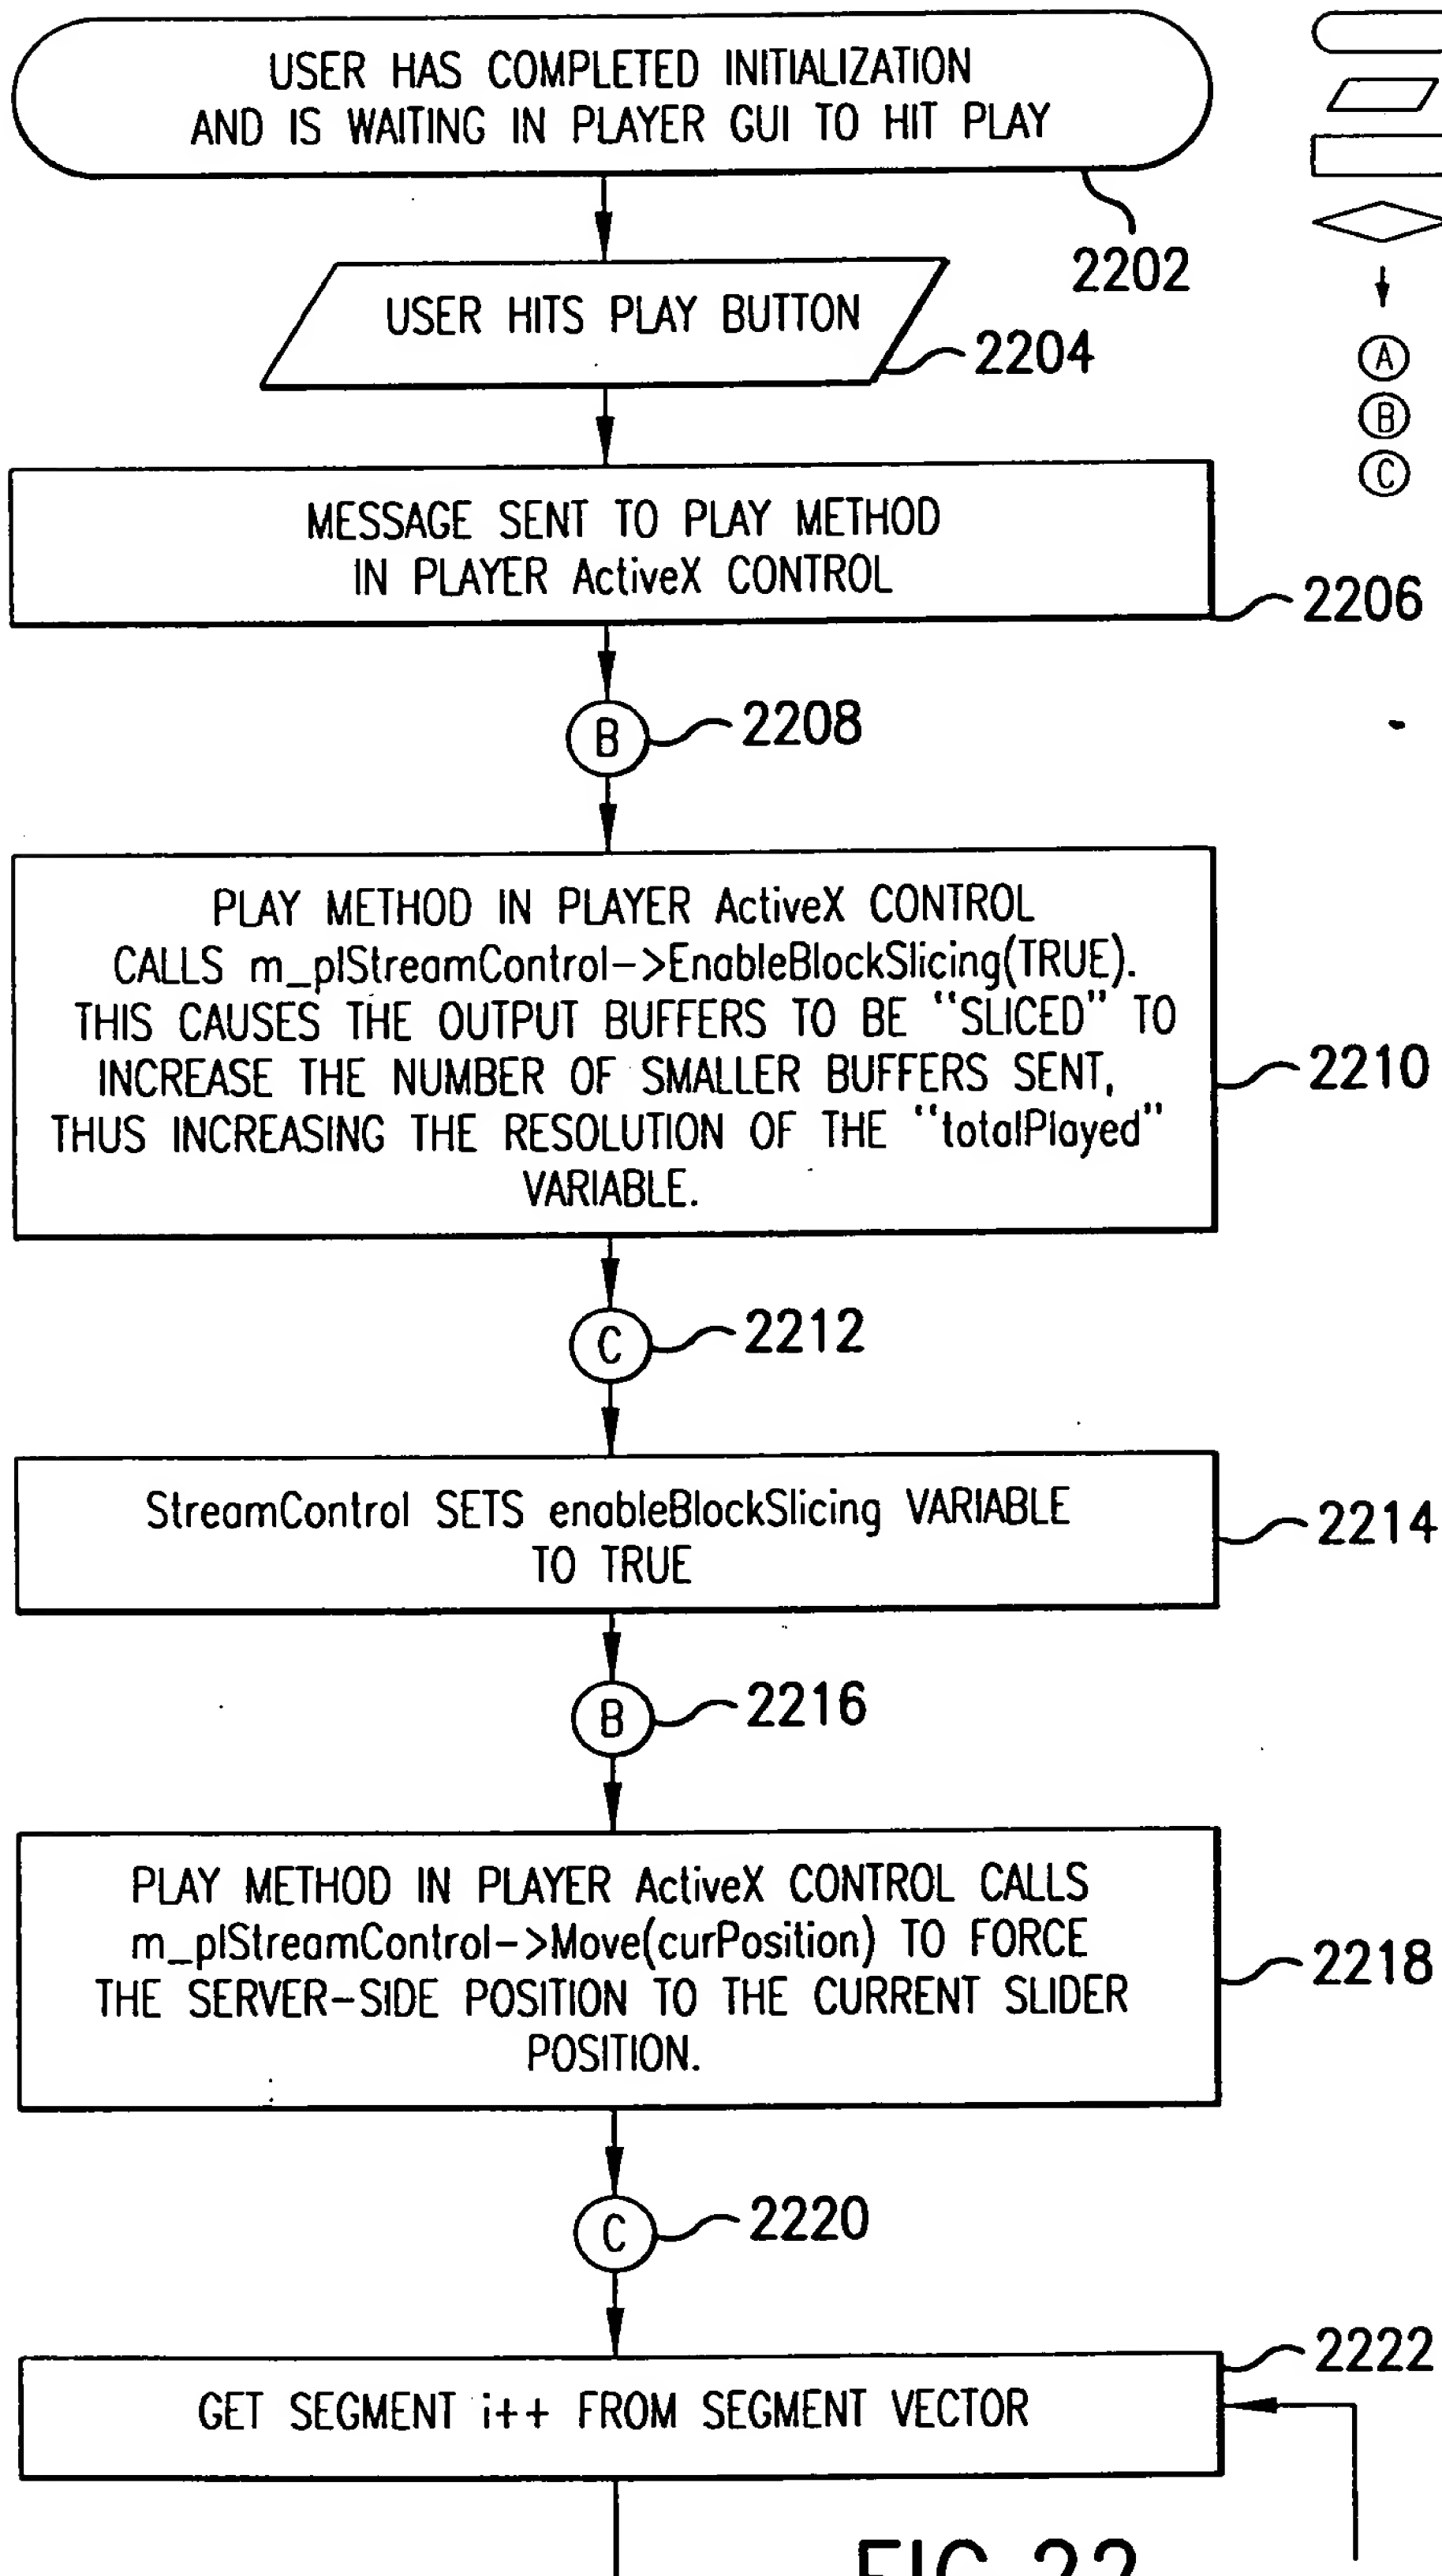 USER HAS COMPLETED INITIALIZATION
AND IS WAITING IN PLAYER GUI TO HIT PLAY
2202
USER HITS PLAY BUTTON
2204
A
B
C
MESSAGE SENT TO PLAY METHOD
IN PLAYER ActiveX CONTROL
2206
B
2208
PLAY METHOD IN PLAYER ActiveX CONTROL
CALLS m_plStreamControl->EnableBlockSlicing(TRUE).
THIS CAUSES THE OUTPUT BUFFERS TO BE "SLICED" TO
INCREASE THE NUMBER OF SMALLER BUFFERS SENT,
THUS INCREASING THE RESOLUTION OF THE "totalPlayed"
VARIABLE.
2210
C
2212
StreamControl SETS enableBlockSlicing VARIABLE
TO TRUE
2214
B
2216
PLAY METHOD IN PLAYER ActiveX CONTROL CALLS
m_plStreamControl->Move(curPosition) TO FORCE
THE SERVER-SIDE POSITION TO THE CURRENT SLIDER
POSITION.
2218
C
2220
GET SEGMENT i++ FROM SEGMENT VECTOR
2222
FIG.22